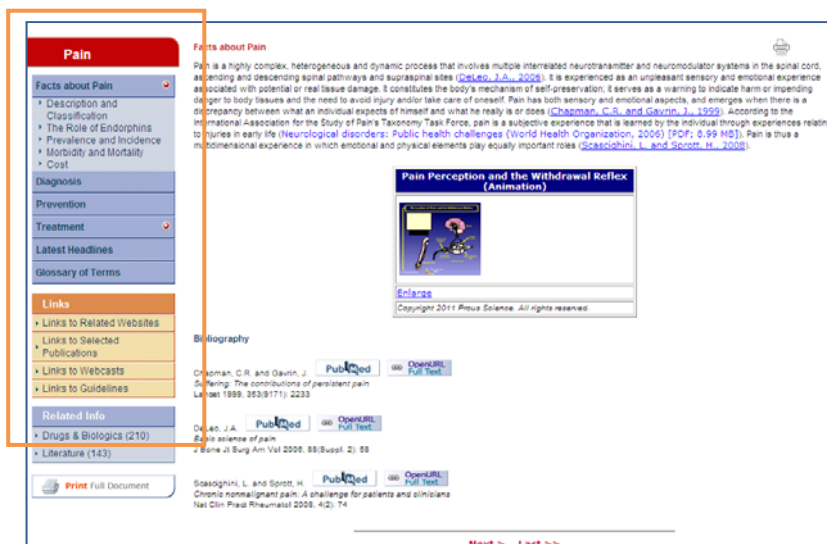 Pain
Facts about Pain
Description and
Classification
The Role of Endorphins
Prevalence and Incidence
Morbidity and Mortality
Cost
Diagnosis
Prevention
Treatment
Latest Headlines
Glossary of Terms
Links
Links to Related Websites
Links to Selected
Publications
Links to Webcasts
Links to Guidelines
Related Info
Drugs & Biologics (210)
Literature (143)
Print Full Document
Facts about Pain
Pain is a highly complex, heterogeneous and dynamic process that involves multiple interrelated neurotransmitter and neuromodulator systems in the spinal cord,
ascending and descending spinal pathways and supraspinal sites (DeLeo, J.A., 2006). It is experienced as an unpleasant sensory and emotional experience
associated with potential or real tissue damage. It constitutes the body's mechanism of self-preservation; it serves as a warning to indicate harm or impending
danger to body tissues and the need to avoid injury and/or take care of oneself. Pain has both sensory and emotional aspects, and emerges when there is a
discrepancy between what an individual expects of himself and what he really is or does (Chapman, C.R. and Gavrin, J., 1999). According to the
International Association for the Study of Pain's Taxonomy Task Force, pain is a subjective experience that is learned by the individual through experiences relating
to injuries in early life (Neurological disorders: Public health challenges (World Health Organization, 2006) [PDF; 8.99 MB]). Pain is thus a
multidimensional experience in which emotional and physical elements play equally important roles (Scascighini, L. and Sprott, H., 2008).
Pain Perception and the Withdrawal Reflex
(Animation)
Enlarge
Copyright 2011 Prous Science. All rights reserved.
Bibliography
Chapman, C.R. and Gavrin, J. PubMed OpenURL Full Text
Suffering: The contributions of persistent pain
Lancet 1999, 353(9171): 2233
DeLeo, J.A. PubMed OpenURL Full Text
Basic science of pain
J Bone Jt Surg Am Vol 2006, 88(Suppl. 2): 58
Scascighini, L. and Sprott, H. PubMed OpenURL Full Text
Chronic nonmalignant pain: A challenge for patients and clinicians
Nat Clin Pract Rheumatol 2008, 4(2): 74
Next > Last >>